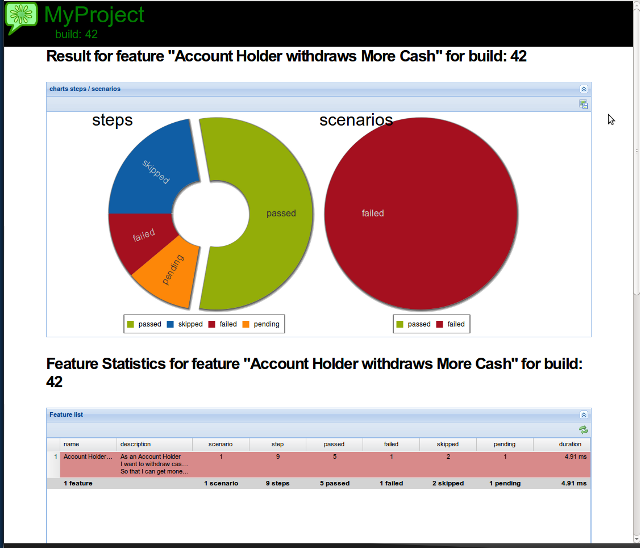 MyProject
build: 42
Result for feature "Account Holder withdraws More Cash" for build: 42
charts steps / scenarios
steps
scenarios
skipped
passed
failed
pending
failed
passed skipped failed pending
passed failed
Feature Statistics for feature "Account Holder withdraws More Cash" for build:
42
Feature list
name description scenario step passed failed skipped pending duration
1 Account Holder... As an Account Holder 1 9 5 1 2 1 4.91 ms
I want to withdraw cas...
So that I can get mone...
1 feature 1 scenario 9 steps 5 passed 1 failed 2 skipped 1 pending 4.91 ms